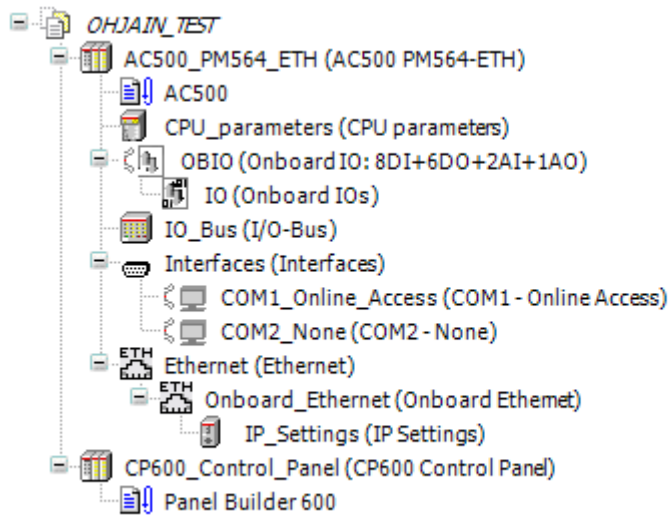 OHJAIN_TEST
AC500_PM564_ETH (AC500 PM564-ETH)
AC500
CPU_parameters (CPU parameters)
OBIO (Onboard IO: 8DI+6DO+2AI+1AO)
IO (Onboard IOs)
IO_Bus (I/O-Bus)
Interfaces (Interfaces)
COM1_Online_Access (COM1 - Online Access)
COM2_None (COM2 - None)
ETH Ethernet (Ethernet)
ETH Onboard_Ethernet (Onboard Ethernet)
IP_Settings (IP Settings)
CP600_Control_Panel (CP600 Control Panel)
Panel Builder 600